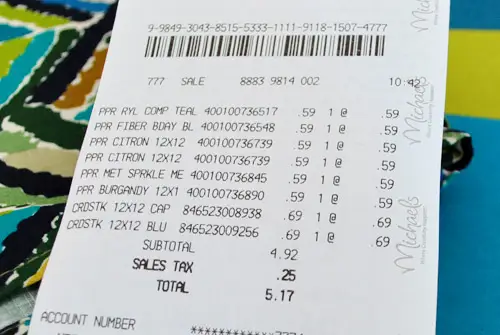 9-9849-3043-8515-5333-1111-9118-1507-4777
777 SALE 8883 9814 002 10:42
PPR RYL COMP TEAL 400100736517 .59 1 @ .59
PPR FIBER BDAY BL 400100736548 .59 1 @ .59
PPR CITRON 12X12 400100736739 .59 1 @ .59
PPR CITRON 12X12 400100736739 .59 1 @ .59
PPR MET SPRKLE ME 400100736845 .59 1 @ .59
PPR BURGANDY 12X1 400100736890 .59 1 @ .59
CRDSTK 12X12 CAP 846523008938 .69 1 @ .69
CRDSTK 12X12 BLU 846523009256 .69 1 @ .69
SUBTOTAL 4.92
SALES TAX .25
TOTAL 5.17
ACCOUNT NUMBER
Michaels
Michaels
Michaels